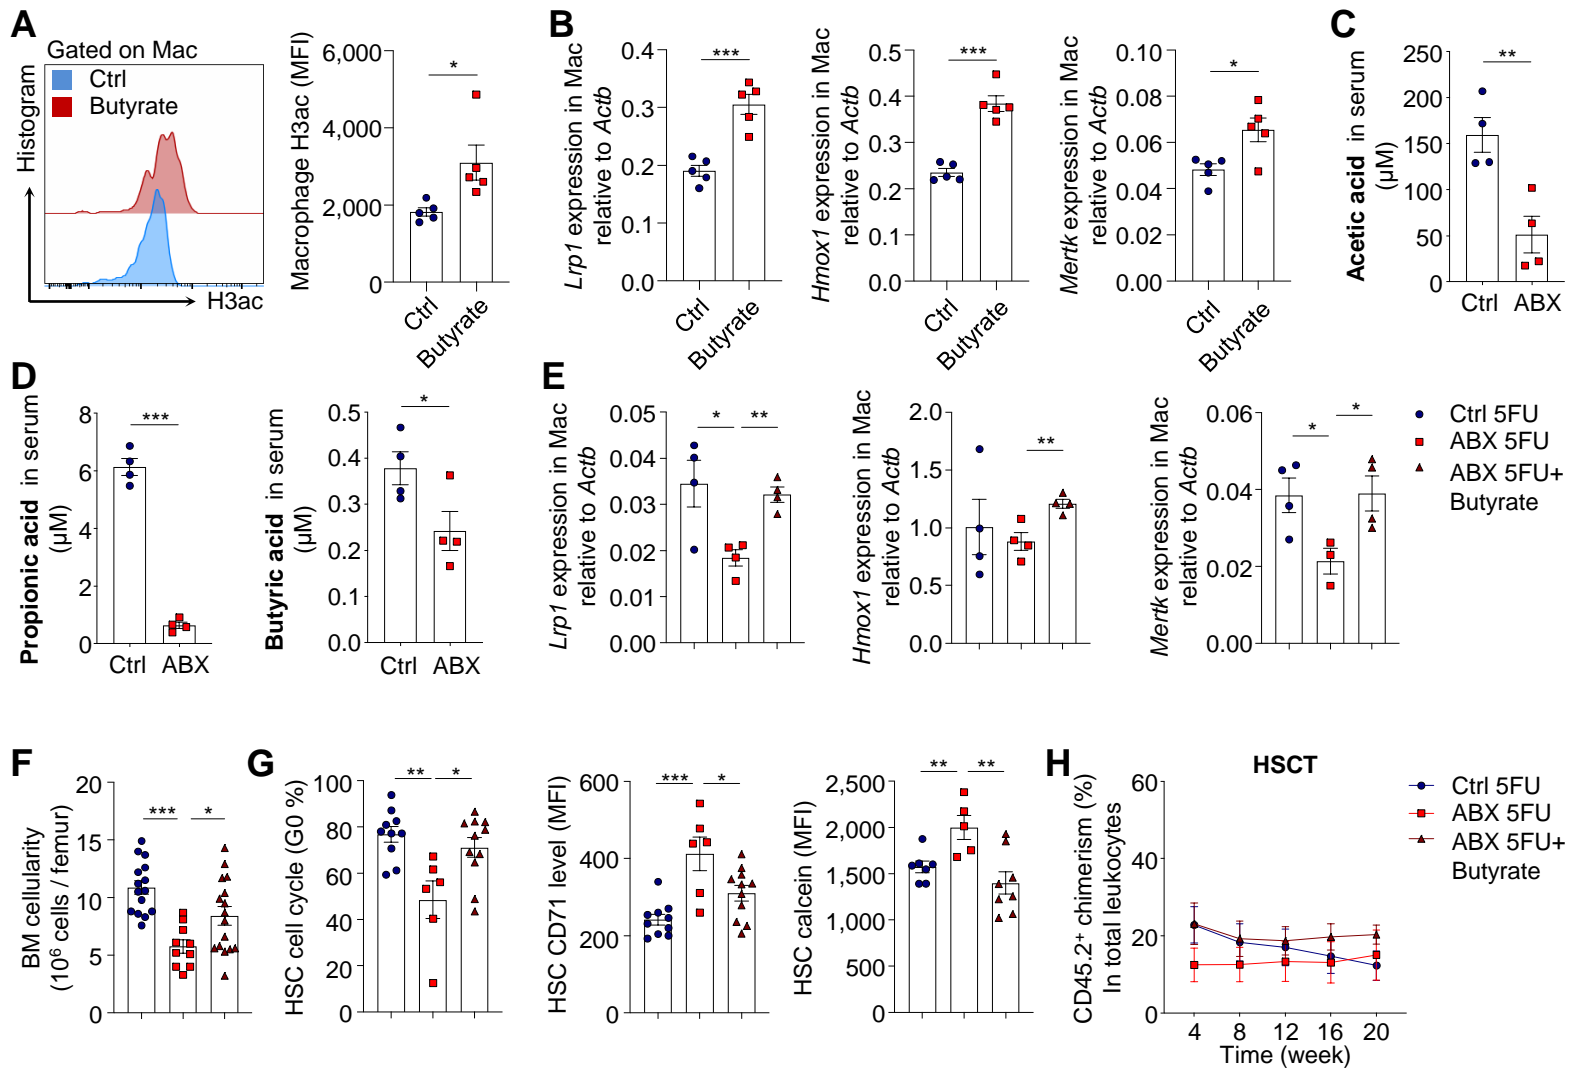 A
Gated on Mac
Ctrl
Butyrate
Histogram
H3ac
Macrophage H3ac (MFI)
6,000
4,000
2,000
0
*
Ctrl
Butyrate
B
Lrp1 expression in Mac
relative to Actb
0.4
0.3
0.2
0.1
0.0
***
Ctrl
Butyrate
Hmox1 expression in Mac
relative to Actb
0.5
0.4
0.3
0.2
0.1
0.0
***
Ctrl
Butyrate
Mertk expression in Mac
relative to Actb
0.10
0.08
0.06
0.04
0.02
0.00
*
Ctrl
Butyrate
C
Acetic acid in serum
(µM)
250
200
150
100
50
0
**
Ctrl
ABX
D
Propionic acid in serum
(µM)
8
6
4
2
0
***
Ctrl
ABX
Butyric acid in serum
(µM)
0.5
0.4
0.3
0.2
0.1
0.0
*
Ctrl
ABX
E
Lrp1 expression in Mac
relative to Actb
0.05
0.04
0.03
0.02
0.01
0.00
*
**
Hmox1 expression in Mac
relative to Actb
2.0
1.5
1.0
0.5
0.0
**
Mertk expression in Mac
relative to Actb
0.06
0.04
0.02
0.00
*
*
Ctrl 5FU
ABX 5FU
ABX 5FU+
Butyrate
F
BM cellularity
(10⁶ cells / femur)
20
15
10
5
0
***
*
G
HSC cell cycle (G0 %)
100
80
60
40
20
0
**
*
HSC CD71 level (MFI)
600
400
200
0
***
*
HSC calcein (MFI)
2,500
2,000
1,500
1,000
500
0
**
**
H
HSCT
CD45.2⁺ chimerism (%)
In total leukocytes
60
40
20
0
4
8
12
16
20
Time (week)
Ctrl 5FU
ABX 5FU
ABX 5FU+
Butyrate